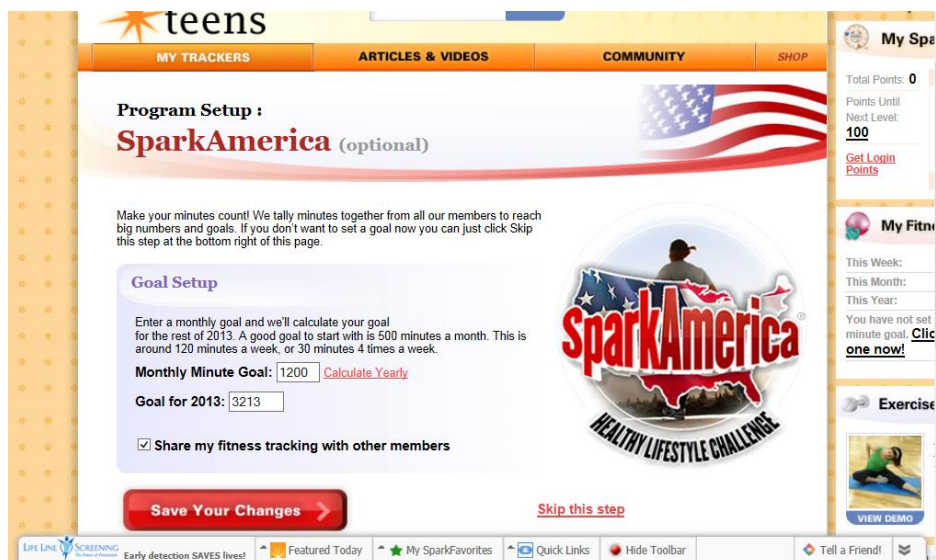 teens
MY TRACKERS
ARTICLES & VIDEOS
COMMUNITY
SHOP
Program Setup :
SparkAmerica (optional)
Make your minutes count! We tally minutes together from all our members to reach
big numbers and goals. If you don't want to set a goal now you can just click Skip
this step at the bottom right of this page.
Goal Setup
Enter a monthly goal and we'll calculate your goal
for the rest of 2013. A good goal to start with is 500 minutes a month. This is
around 120 minutes a week, or 30 minutes 4 times a week.
Monthly Minute Goal: 1200 Calculate Yearly
Goal for 2013: 3213
Share my fitness tracking with other members
Save Your Changes
Skip this step
SparkAmerica®
HEALTHY LIFESTYLE CHALLENGE
My Spa
Total Points: 0
Points Until
Next Level:
100
Get Login
Points
My Fitn
This Week:
This Month:
This Year:
You have not set
minute goal. Clic
one now!
Exercise
VIEW DEMO
LIFE LINE SCREENING
The Power of Prevention
Early detection SAVES lives!
Featured Today
My SparkFavorites
Quick Links
Hide Toolbar
Tell a Friend!